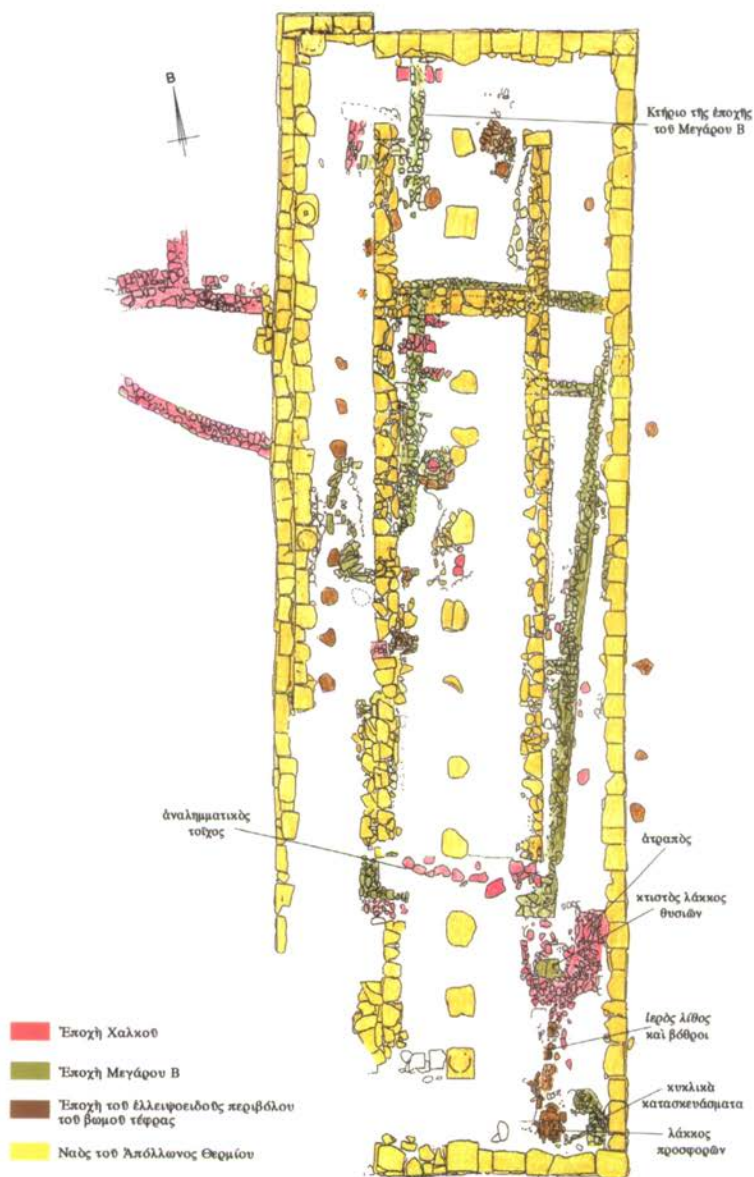 Β
Κτήριο τῆς ἐποχῆς
τοῦ Μεγάρου Β
ἀναλημματικὸς
τοῖχος
ἀτραπὸς
κτιστὸς λάκκος
θυσιῶν
ἱερὸς λίθος
καὶ βόθροι
κυκλικὰ
κατασκευάσματα
λάκκος
προσφορῶν
Ἐποχὴ Χαλκοῦ
Ἐποχὴ Μεγάρου Β
Ἐποχὴ τοῦ ἐλλειψοειδοῦς περιβόλου
τοῦ βωμοῦ τέφρας
Ναὸς τοῦ Ἀπόλλωνος Θερμίου